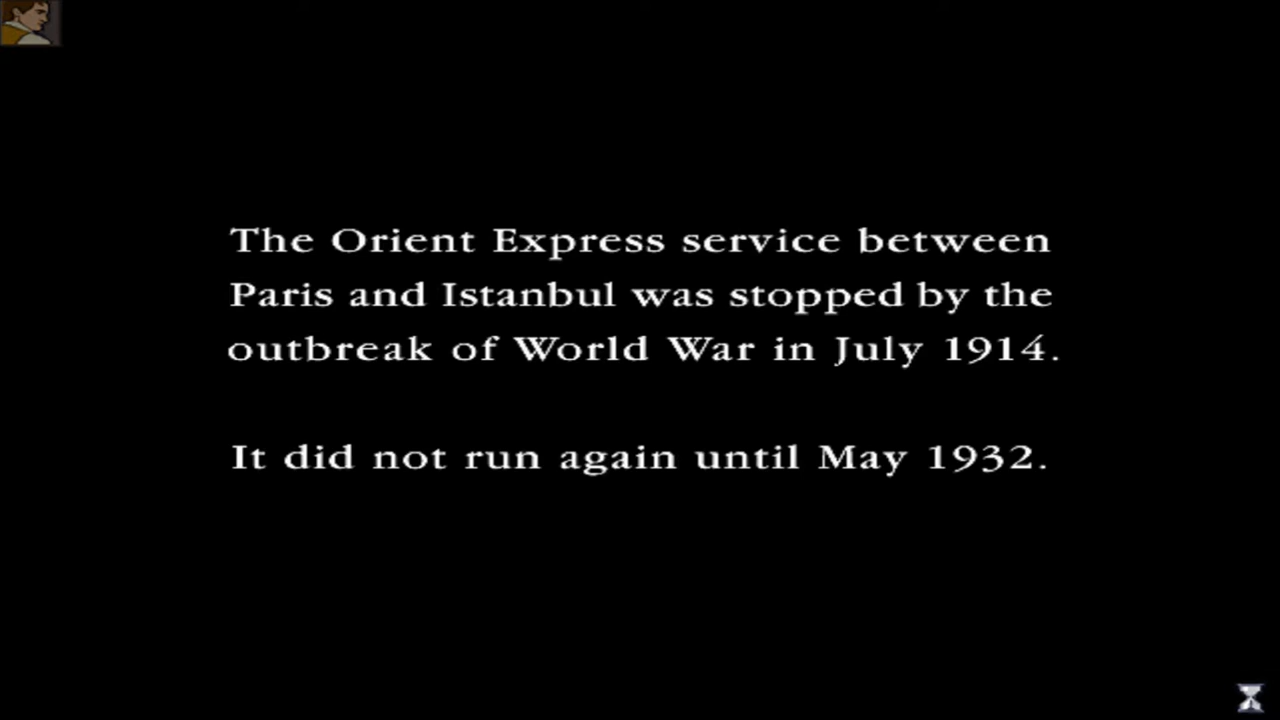 The Orient Express service between
Paris and Istanbul was stopped by the
outbreak of World War in July 1914.
It did not run again until May 1932.